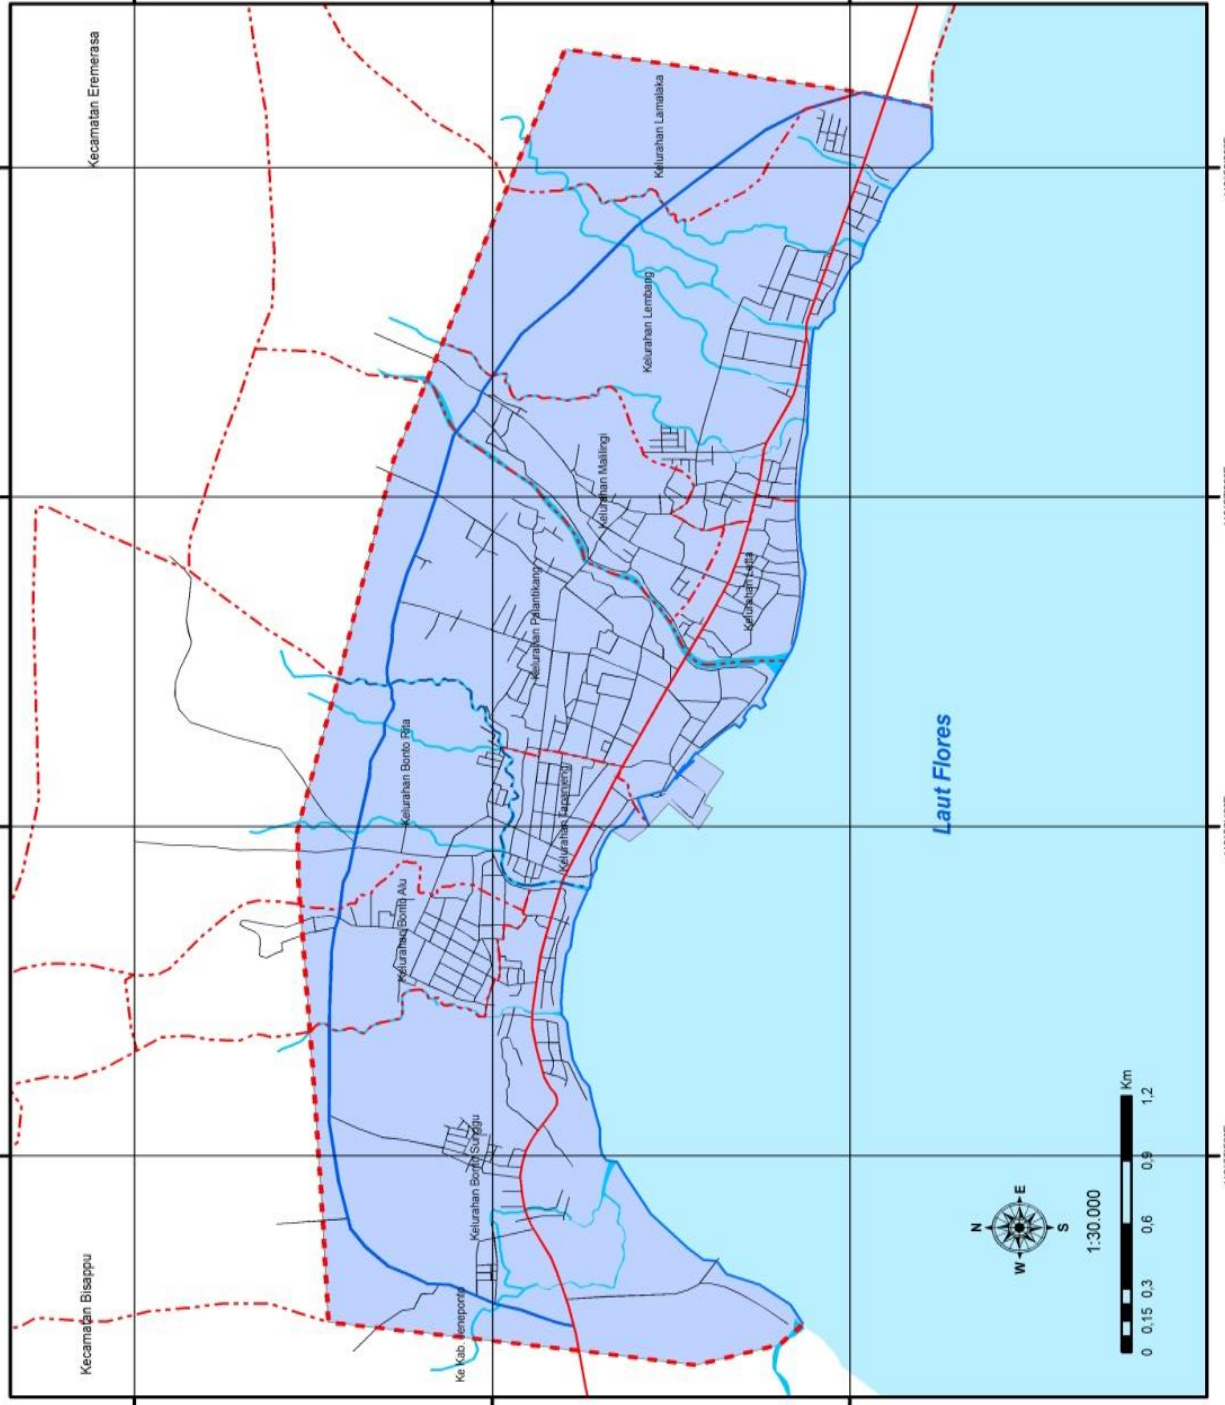 Kecamatan Eremerasa
Kecamatan Bisappu
Kelurahan Lamalaka
Kelurahan Lembang
Kelurahan Malilingi
Kelurahan Letta
Kelurahan Palantikang
Kelurahan Tapanjeng
Kelurahan Bonto Rita
Kelurahan Bonto Alu
Kelurahan Bonto Sunggu
Ke Kab. Jeneponto
Laut Flores
N
W E
S
1:30.000
0 0,15 0,3 0,6 0,9 1,2
Km